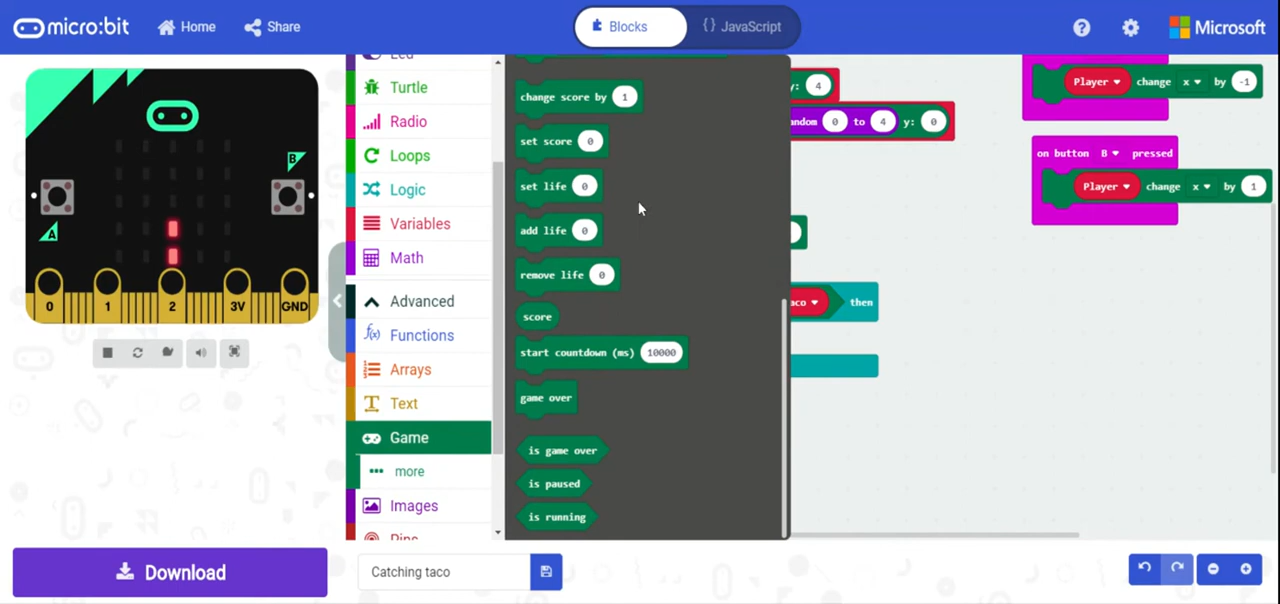 micro:bit
Home
Share
Blocks
{ } JavaScript
Microsoft
B
A
0 1 2 3V GND
Download
Led
Turtle
Radio
Loops
Logic
Variables
Math
Advanced
f(x) Functions
Arrays
T Text
Game
more
Images
Pins
change score by 1
set score 0
set life 0
add life 0
remove life 0
score
start countdown (ms) 10000
game over
is game over
is paused
is running
y: 4
andom 0 to 4 y: 0
aco then
Player change x by -1
on button B pressed
Player change x by 1
Catching taco